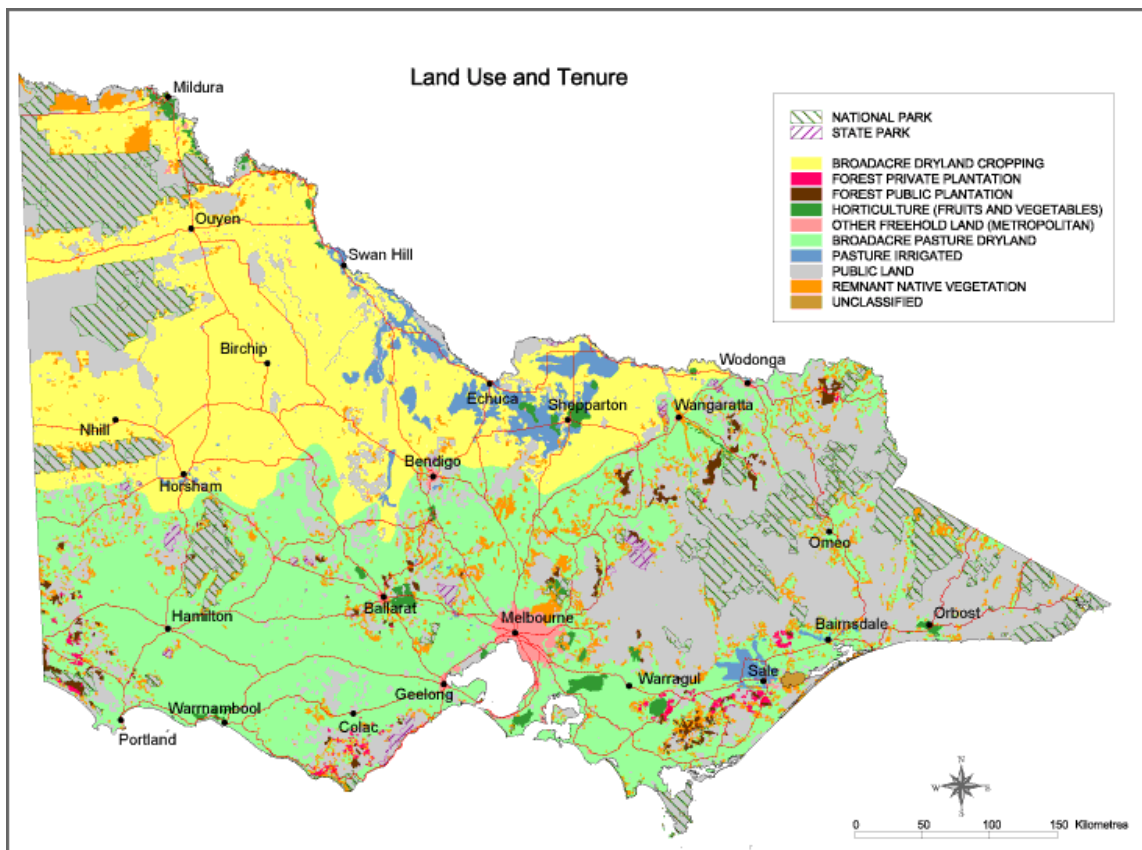 Land Use and Tenure
NATIONAL PARK
STATE PARK
BROADACRE DRYLAND CROPPING
FOREST PRIVATE PLANTATION
FOREST PUBLIC PLANTATION
HORTICULTURE (FRUITS AND VEGETABLES)
OTHER FREEHOLD LAND (METROPOLITAN)
BROADACRE PASTURE DRYLAND
PASTURE IRRIGATED
PUBLIC LAND
REMNANT NATIVE VEGETATION
UNCLASSIFIED
Mildura
Ouyen
Swan Hill
Birchip
Wodonga
Echuca
Shepparton
Wangaratta
Nhill
Bendigo
Horsham
Omeo
Ballarat
Hamilton
Melbourne
Orbost
Bairnsdale
Geelong
Warragul
Sale
Warrnambool
Colac
Portland
N
W S
S
0 50 100 150 Kilometres